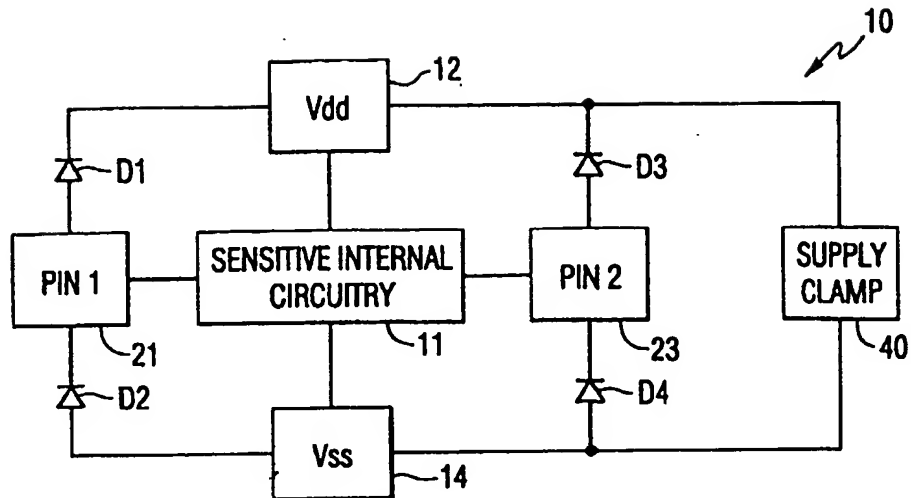 10
12
Vdd
D1
D3
PIN 1
SENSITIVE INTERNAL
CIRCUITRY
PIN 2
SUPPLY
CLAMP
21
11
23
40
D2
D4
Vss
14